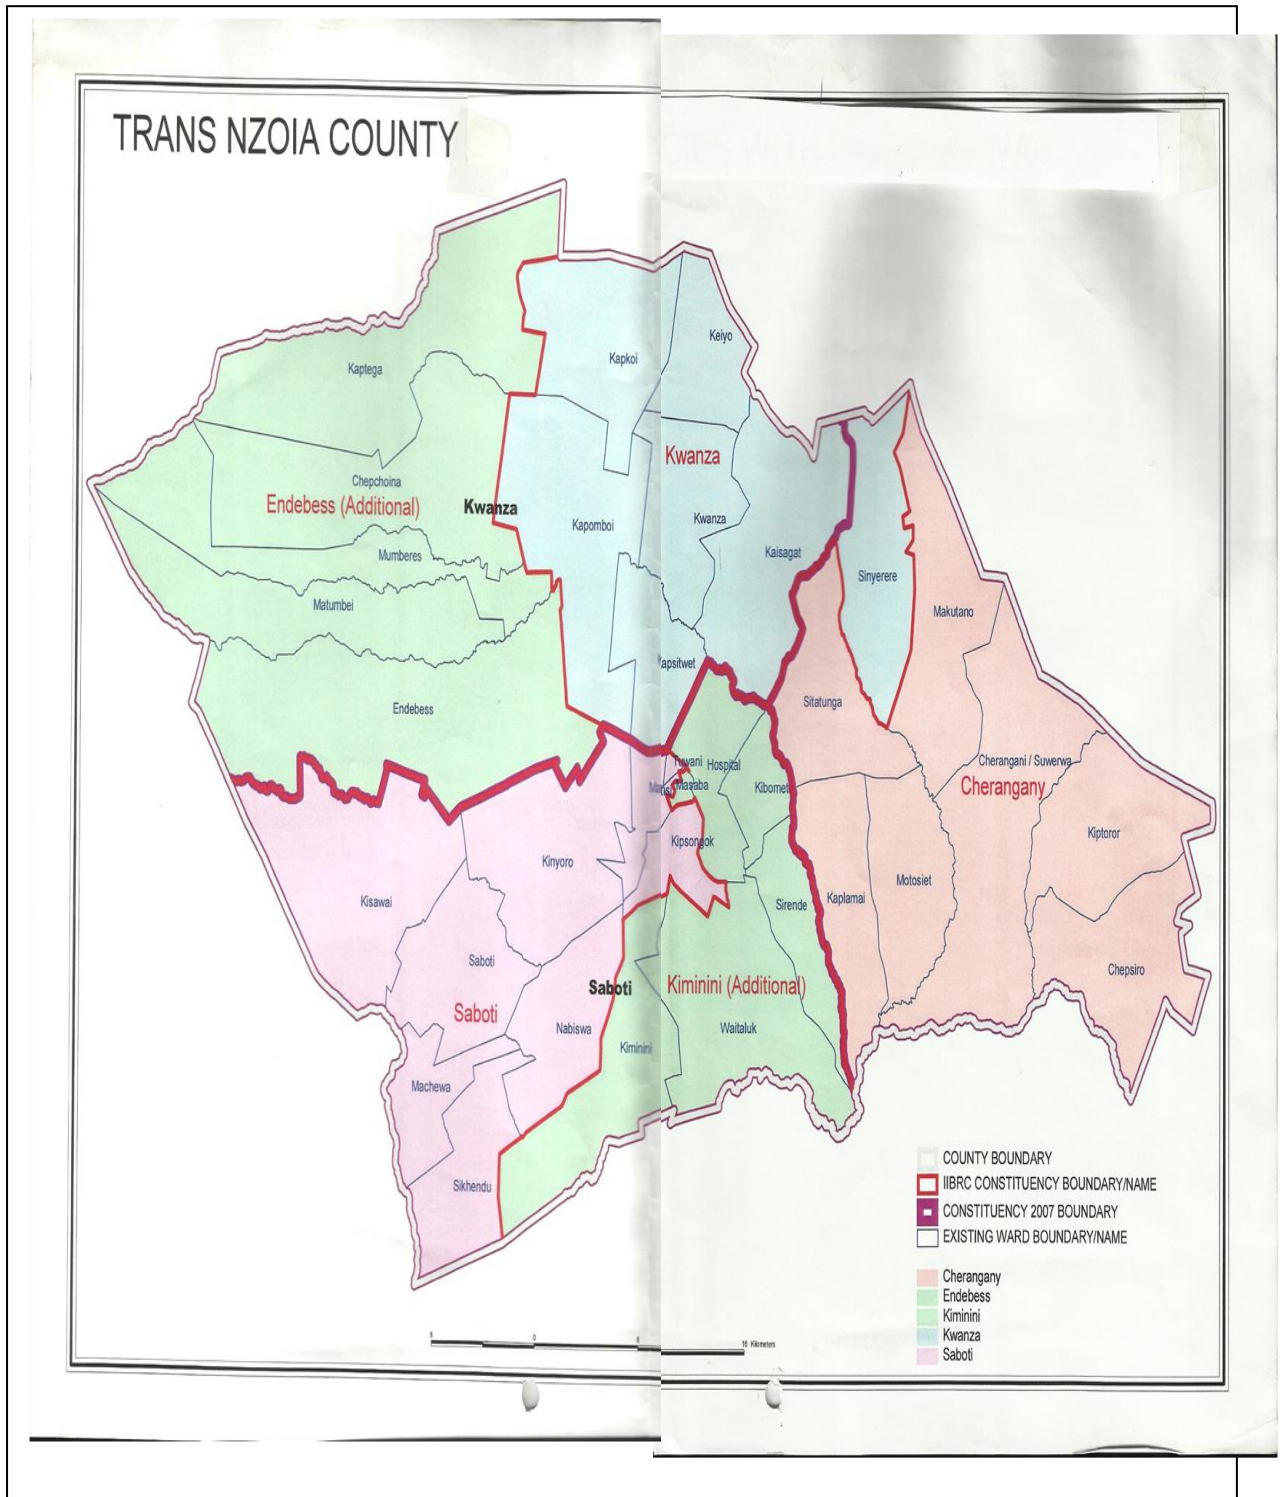 TRANS NZOIA COUNTY
Keiyo
Kapkoi
Kaptega
Kwanza
Chepchoina
Endebess (Additional)
Kwanza
Kwanza
Kapomboi
Kaisagat
Mumberes
Sinyerere
Matumbei
Makutano
apsitwet
Sitatunga
Endebess
Cherangani / Suwerwa
Hospital
Masaba
Kibomet
Cherangany
Kiptoror
Kipsongok
Kinyoro
Motosiet
Kisawai
Kaplamai
Sirende
Saboti
Chepsiro
Saboti
Kiminini (Additional)
Saboti
Nabiswa
Waitaluk
Kiminini
Machewa
Sikhendu
COUNTY BOUNDARY
IIBRC CONSTITUENCY BOUNDARY/NAME
CONSTITUENCY 2007 BOUNDARY
EXISTING WARD BOUNDARY/NAME
Cherangany
Endebess
Kiminini
Kwanza
Saboti
0
16 Kilometers